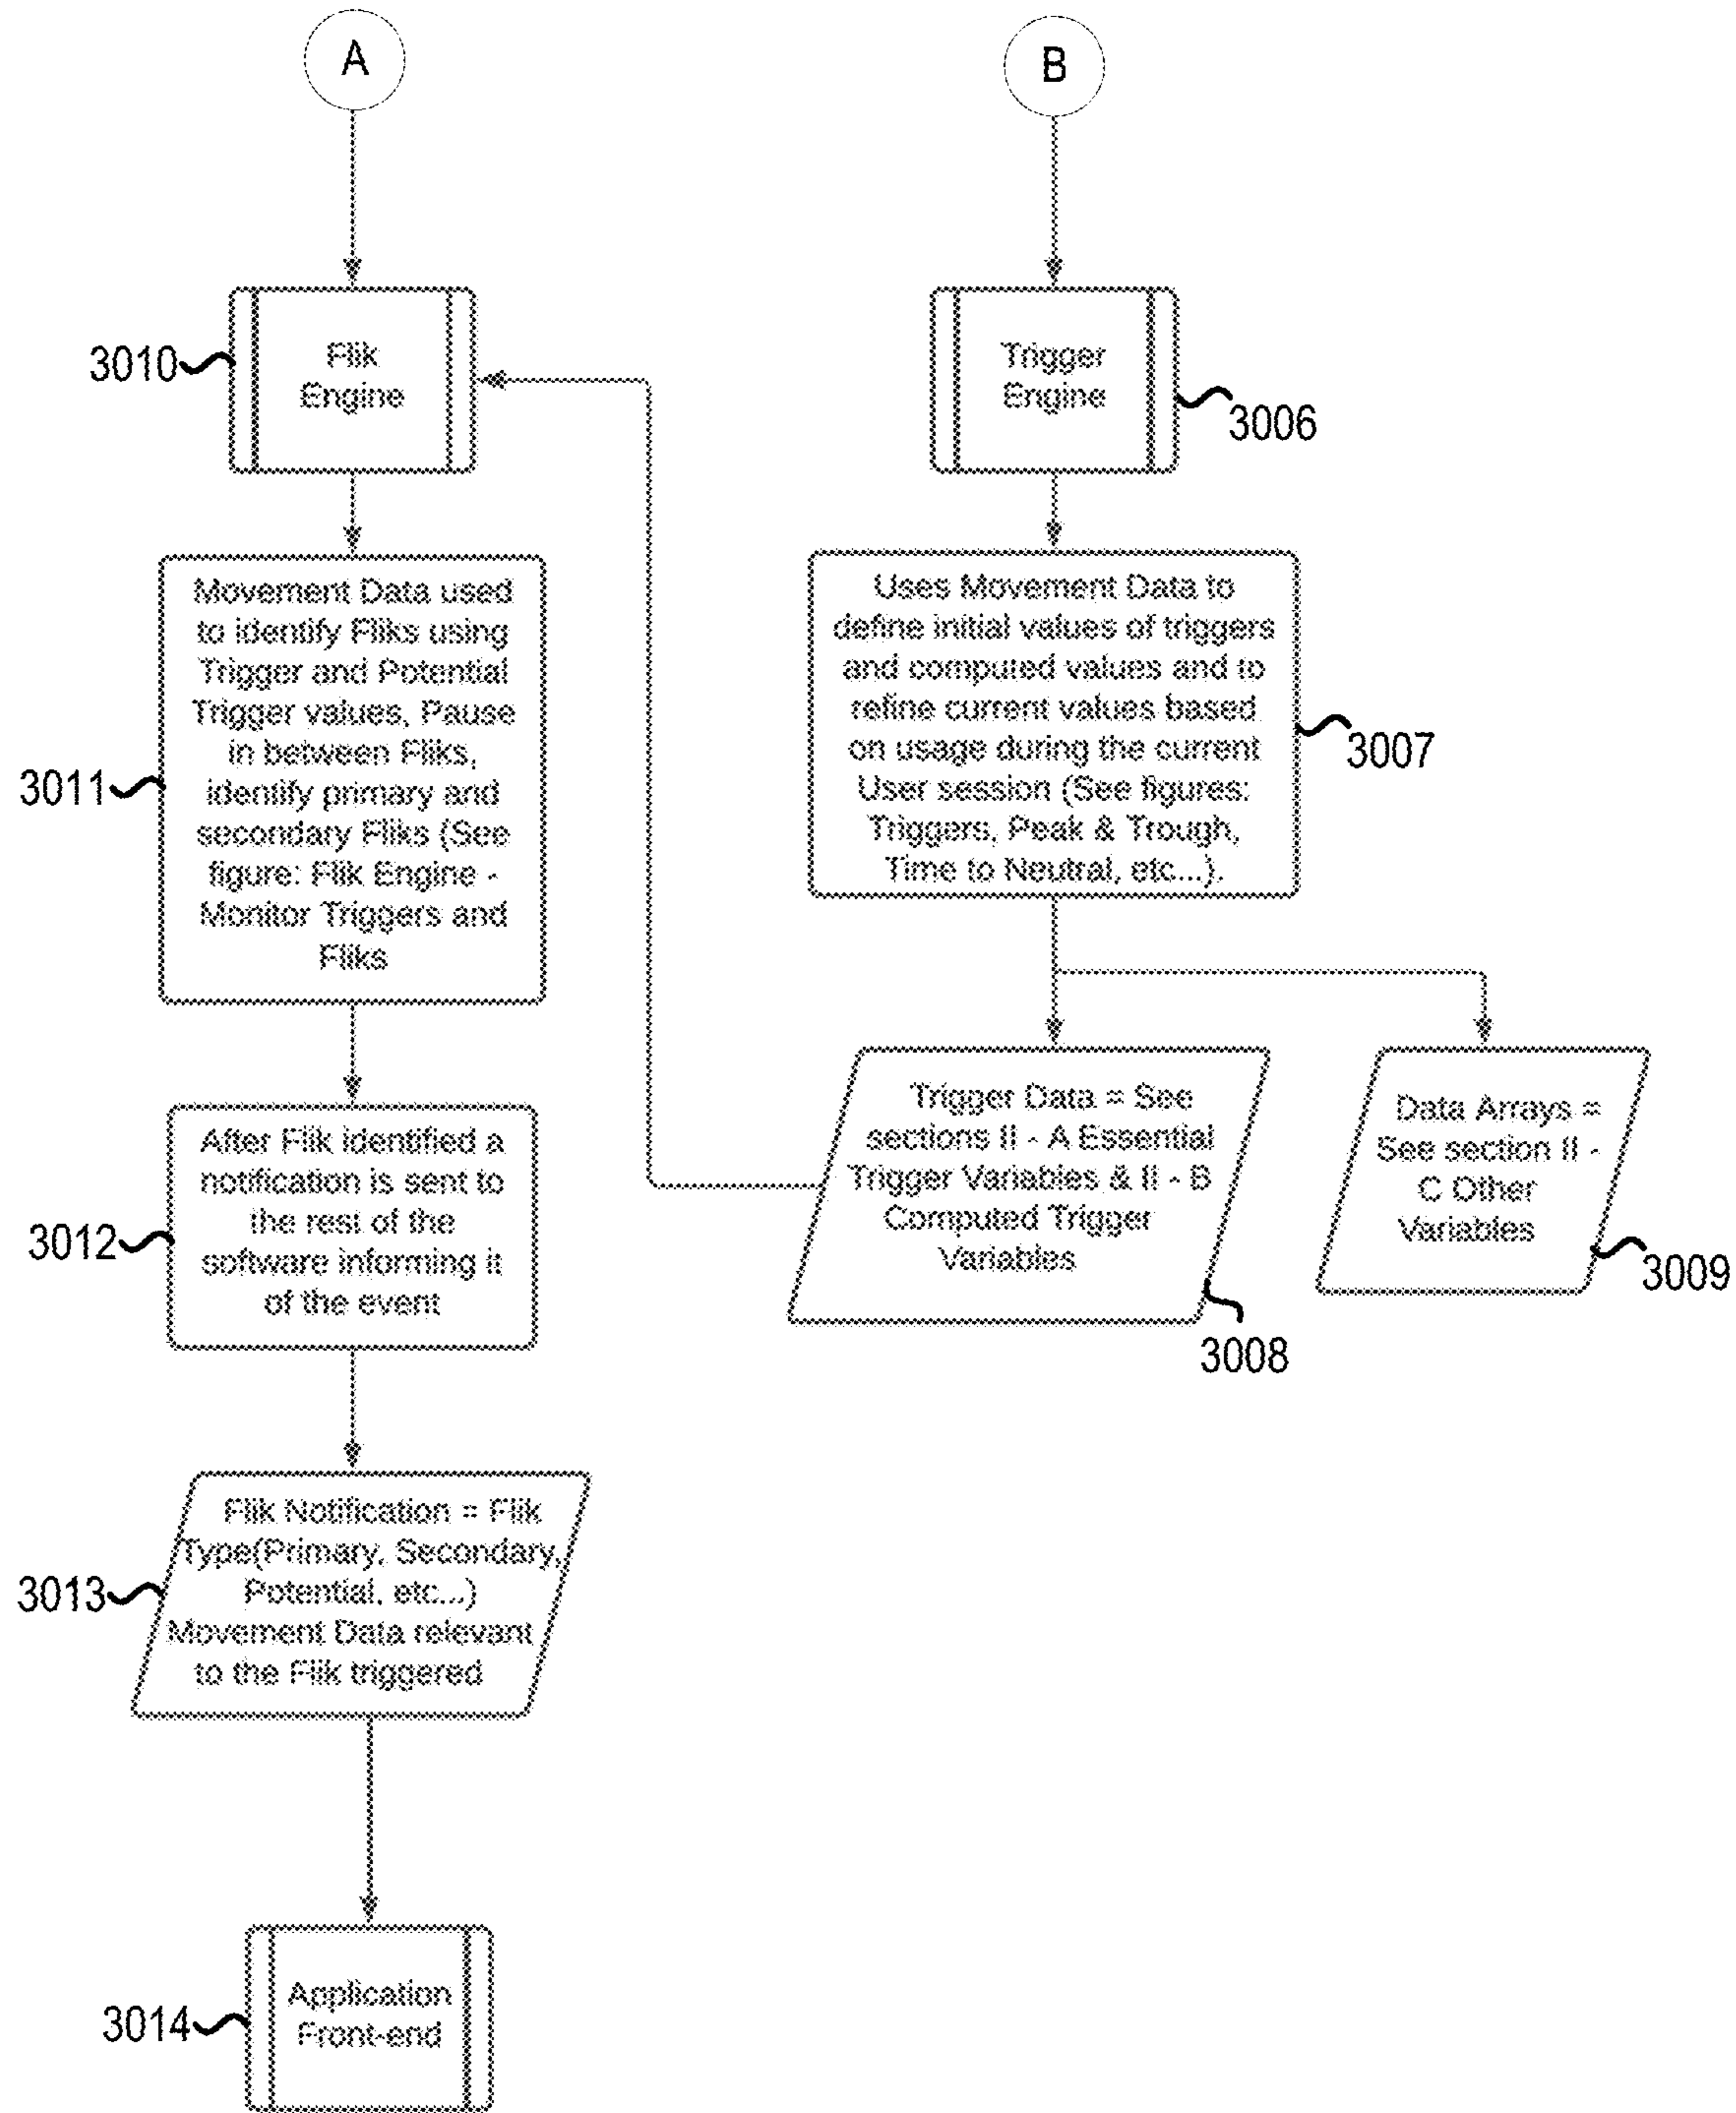 A
Flik
Engine
3010
Movement Data used
to identify Fliks using
Trigger and Potential
Trigger values, Pause
in between Fliks,
identify primary and
secondary Fliks (See
figure: Flik Engine -
Monitor Triggers and
Fliks
3011
After Flik identified a
notification is sent to
the rest of the
software informing it
of the event
3012
Flik Notification = Flik
Type(Primary, Secondary,
Potential, etc...)
Movement Data relevant
to the Flik triggered
3013
Application
Front-end
3014
B
Trigger
Engine
3006
Uses Movement Data to
define initial values of triggers
and computed values and to
refine current values based
on usage during the current
User session (See figures:
Triggers, Peak & Trough,
Time to Neutral, etc...).
3007
Trigger Data = See
sections II - A Essential
Trigger Variables & II - B
Computed Trigger
Variables
3008
Data Arrays =
See section II -
C Other
Variables
3009